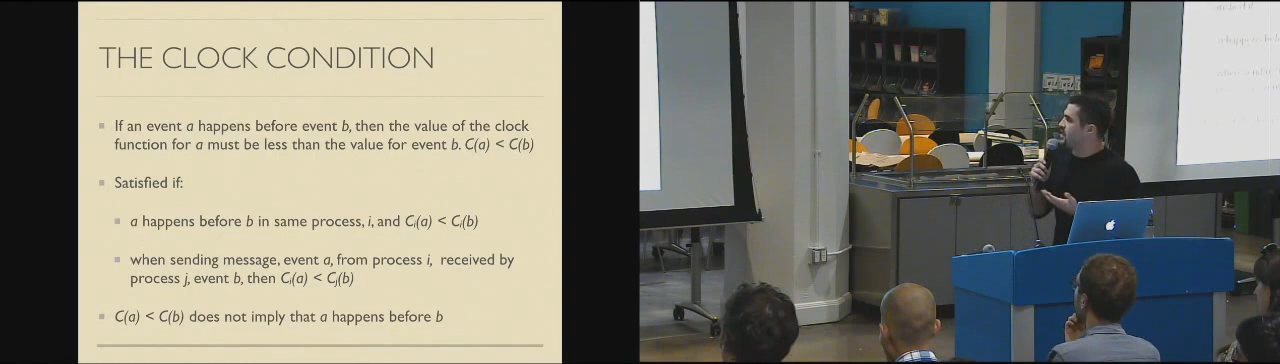 THE CLOCK CONDITION
If an event a happens before event b, then the value of the clock
function for a must be less than the value for event b. C(a) < C(b)
Satisfied if:
a happens before b in same process, i, and Cᵢ(a) < Cᵢ(b)
when sending message, event a, from process i, received by
process j, event b, then Cᵢ(a) < Cⱼ(b)
C(a) < C(b) does not imply that a happens before b